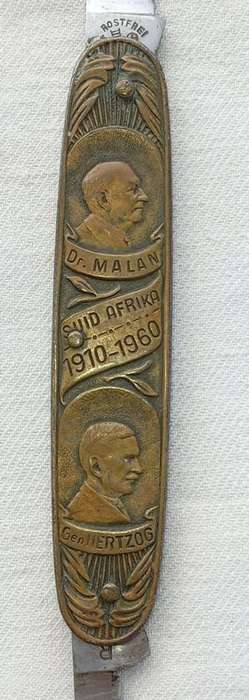 ROSTFREI
Dr. MALAN
SUID AFRIKA
1910-1960
Gen HERTZOG